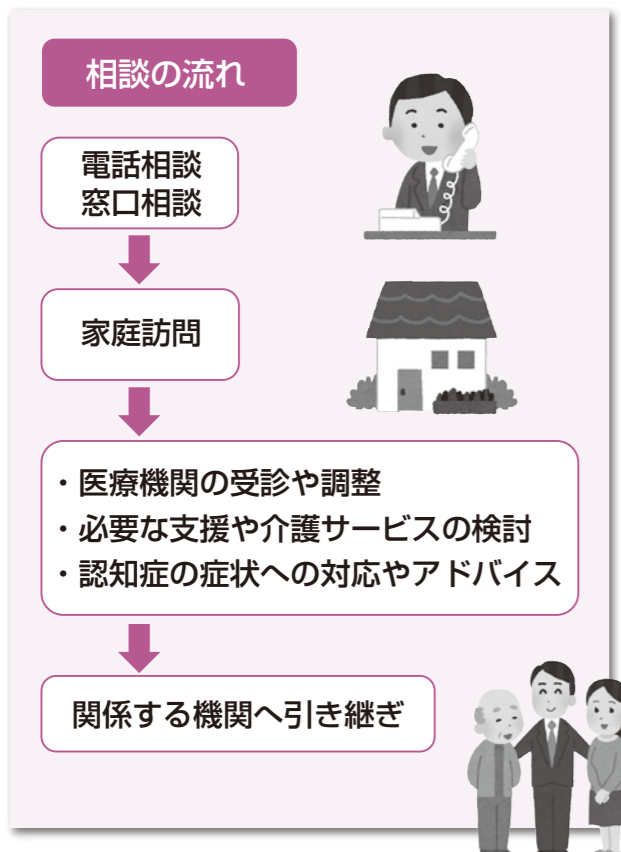 相談の流れ
電話相談
窓口相談
家庭訪問
・医療機関の受診や調整
・必要な支援や介護サービスの検討
・認知症の症状への対応やアドバイス
関係する機関へ引き継ぎ